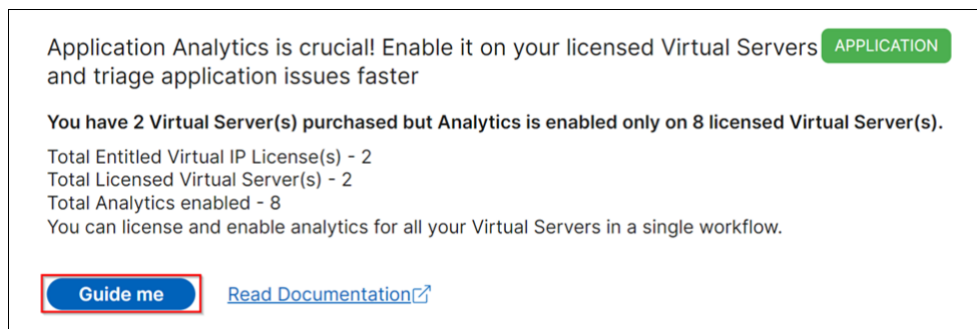 Application Analytics is crucial! Enable it on your licensed Virtual Servers APPLICATION
and triage application issues faster
You have 2 Virtual Server(s) purchased but Analytics is enabled only on 8 licensed Virtual Server(s).
Total Entitled Virtual IP License(s) - 2
Total Licensed Virtual Server(s) - 2
Total Analytics enabled - 8
You can license and enable analytics for all your Virtual Servers in a single workflow.
Guide me Read Documentation